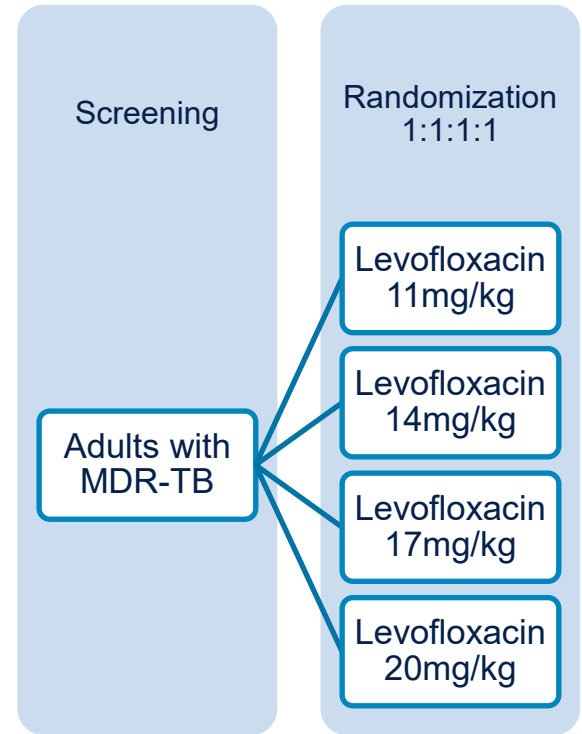 Screening
Randomization
1:1:1:1
Adults with
MDR-TB
Levofloxacin
11mg/kg
Levofloxacin
14mg/kg
Levofloxacin
17mg/kg
Levofloxacin
20mg/kg